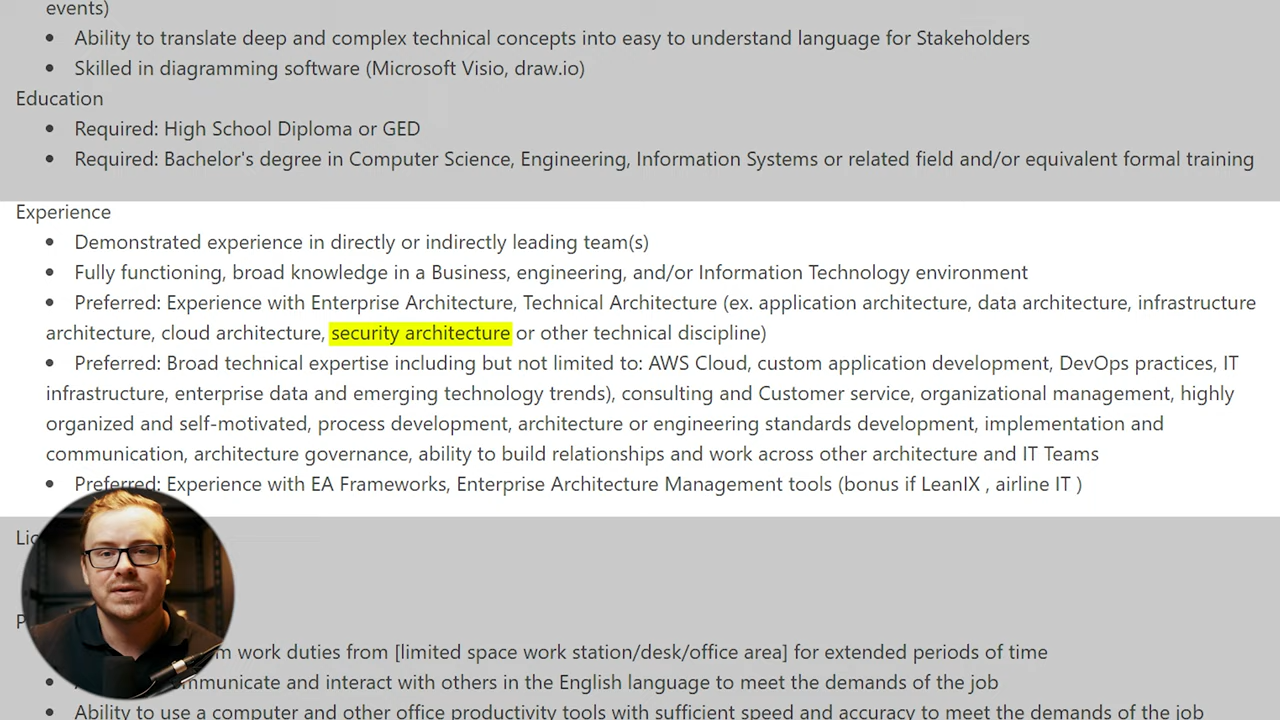 events)
Ability to translate deep and complex technical concepts into easy to understand language for Stakeholders
Skilled in diagramming software (Microsoft Visio, draw.io)
Education
Required: High School Diploma or GED
Required: Bachelor's degree in Computer Science, Engineering, Information Systems or related field and/or equivalent formal training
Experience
Demonstrated experience in directly or indirectly leading team(s)
Fully functioning, broad knowledge in a Business, engineering, and/or Information Technology environment
Preferred: Experience with Enterprise Architecture, Technical Architecture (ex. application architecture, data architecture, infrastructure
architecture, cloud architecture, security architecture or other technical discipline)
Preferred: Broad technical expertise including but not limited to: AWS Cloud, custom application development, DevOps practices, IT
infrastructure, enterprise data and emerging technology trends), consulting and Customer service, organizational management, highly
organized and self-motivated, process development, architecture or engineering standards development, implementation and
communication, architecture governance, ability to build relationships and work across other architecture and IT Teams
Preferred: Experience with EA Frameworks, Enterprise Architecture Management tools (bonus if LeanIX , airline IT )
work duties from [limited space work station/desk/office area] for extended periods of time
communicate and interact with others in the English language to meet the demands of the job
Ability to use a computer and other office productivity tools with sufficient speed and accuracy to meet the demands of the job